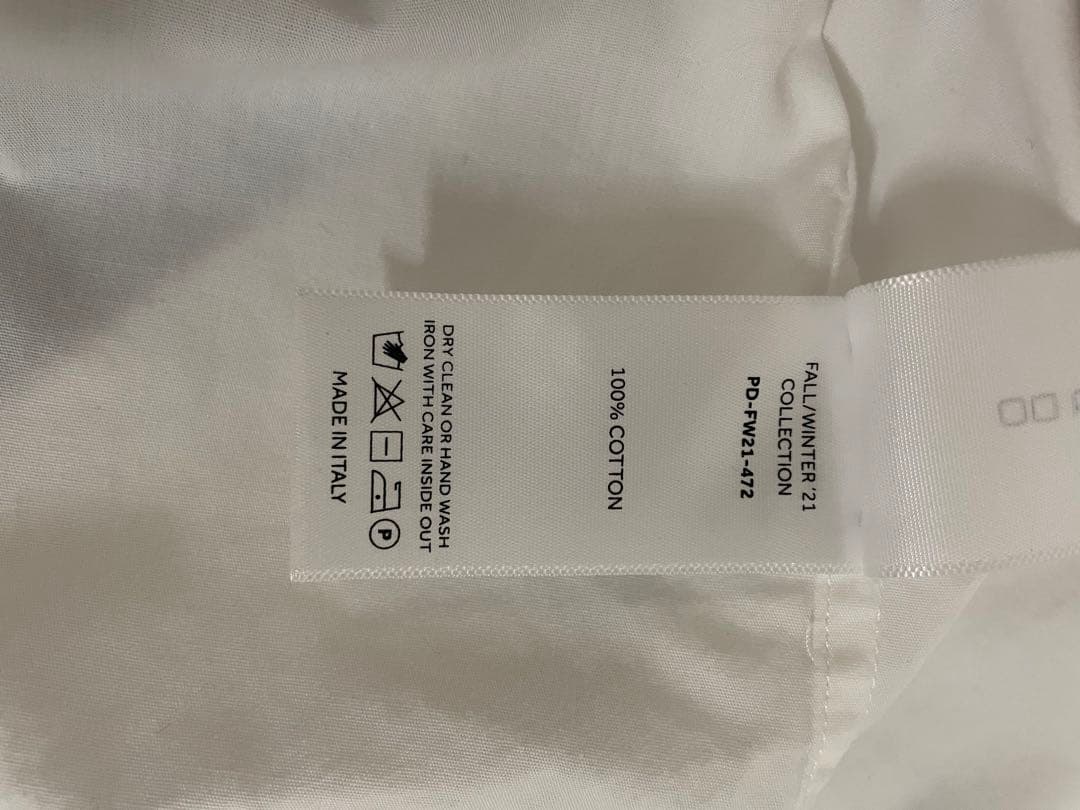 FALL/WINTER '21
COLLECTION
PD-FW21-472
100% COTTON
DRY CLEAN OR HAND WASH
IRON WITH CARE INSIDE OUT
P
MADE IN ITALY